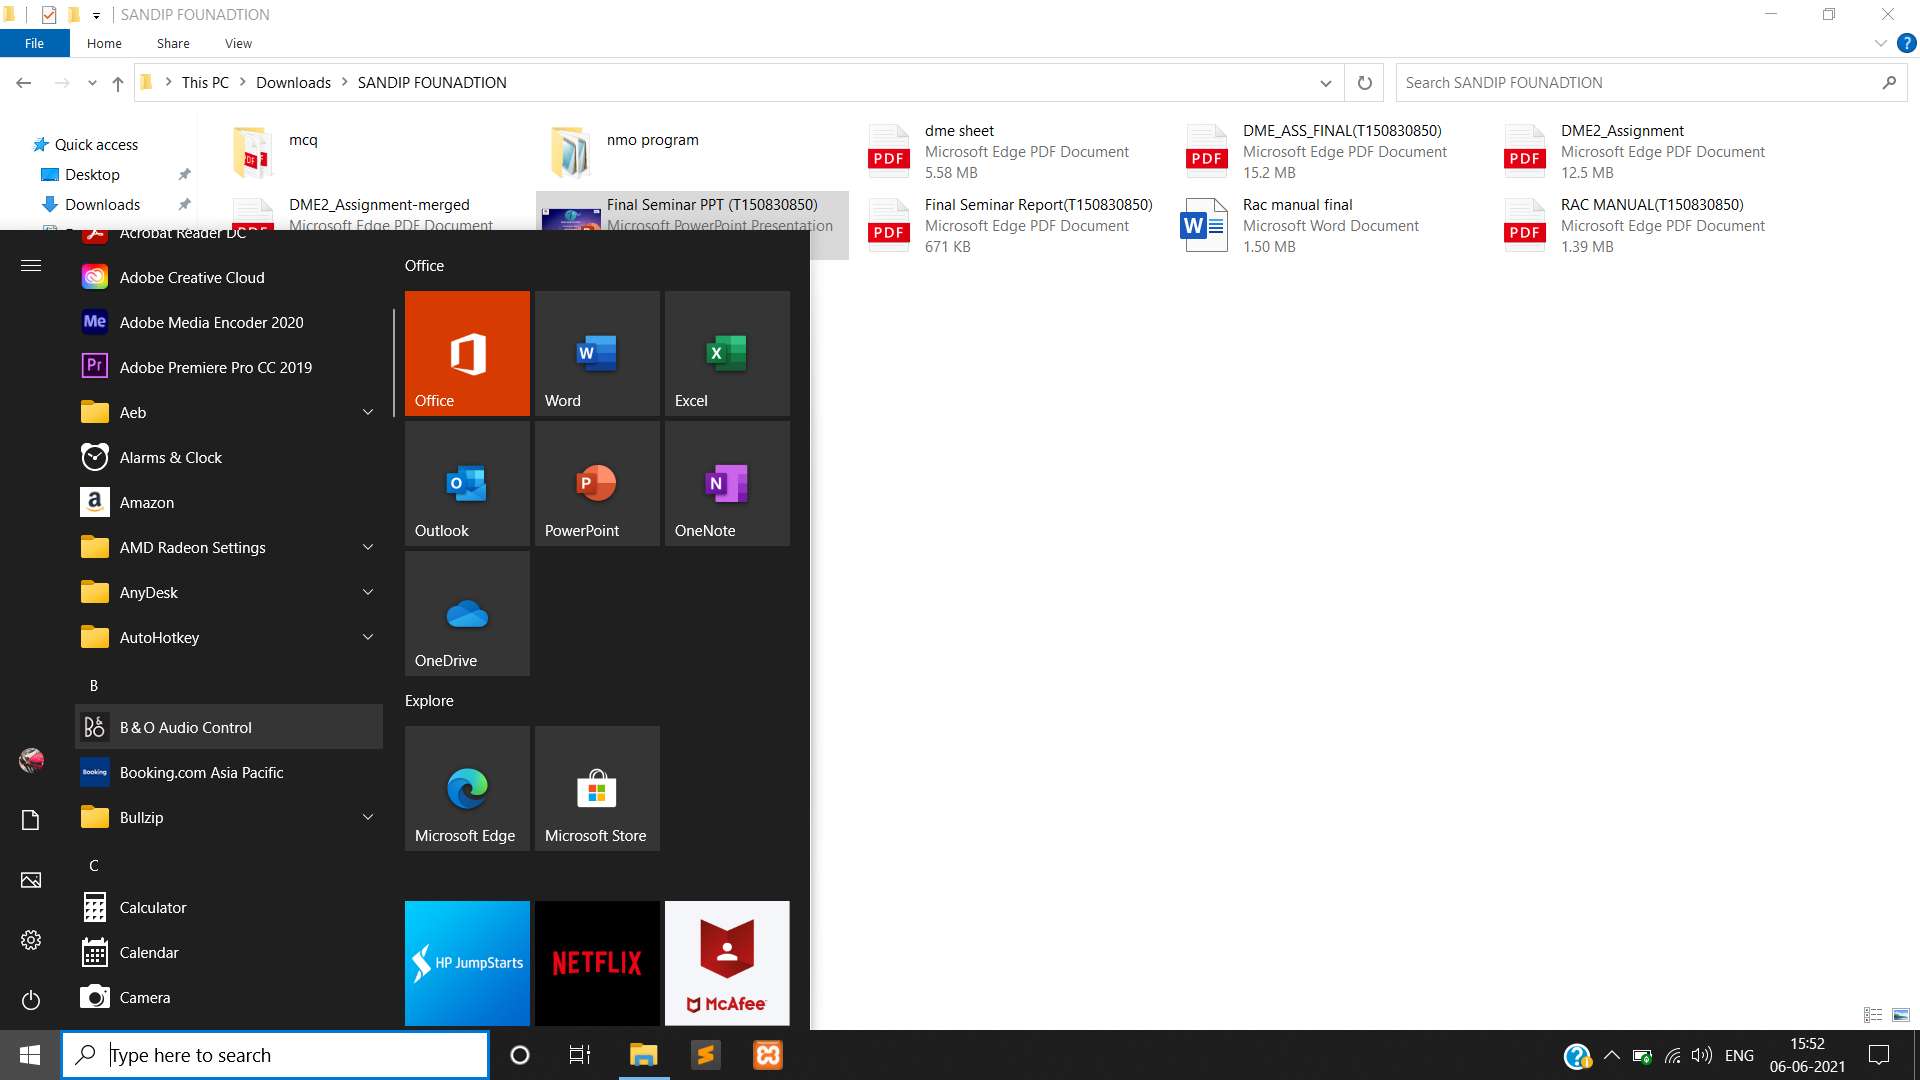 SANDIP FOUNADTION
File Home Share View
This PC Downloads SANDIP FOUNADTION
Search SANDIP FOUNADTION
Quick access
Desktop
Downloads
mcq
nmo program
dme sheet
Microsoft Edge PDF Document
5.58 MB
DME_ASS_FINAL(T150830850)
Microsoft Edge PDF Document
15.2 MB
DME2_Assignment
Microsoft Edge PDF Document
12.5 MB
DME2_Assignment-merged
Microsoft Edge PDF Document
Final Seminar PPT (T150830850)
Microsoft PowerPoint Presentation
Final Seminar Report(T150830850)
Microsoft Edge PDF Document
671 KB
Rac manual final
Microsoft Word Document
1.50 MB
RAC MANUAL(T150830850)
Microsoft Edge PDF Document
1.39 MB
PDF
PDF
PDF
PDF
PDF
Acrobat Reader DC
Adobe Creative Cloud
Adobe Media Encoder 2020
Adobe Premiere Pro CC 2019
Aeb
Alarms & Clock
Amazon
AMD Radeon Settings
AnyDesk
AutoHotkey
B
B&O Audio Control
Booking.com Asia Pacific
Bullzip
C
Calculator
Calendar
Camera
Office
Office
Word
Excel
Outlook
PowerPoint
OneNote
OneDrive
Explore
Microsoft Edge
Microsoft Store
HP JumpStarts
NETFLIX
McAfee
Type here to search
ENG
15:52
06-06-2021